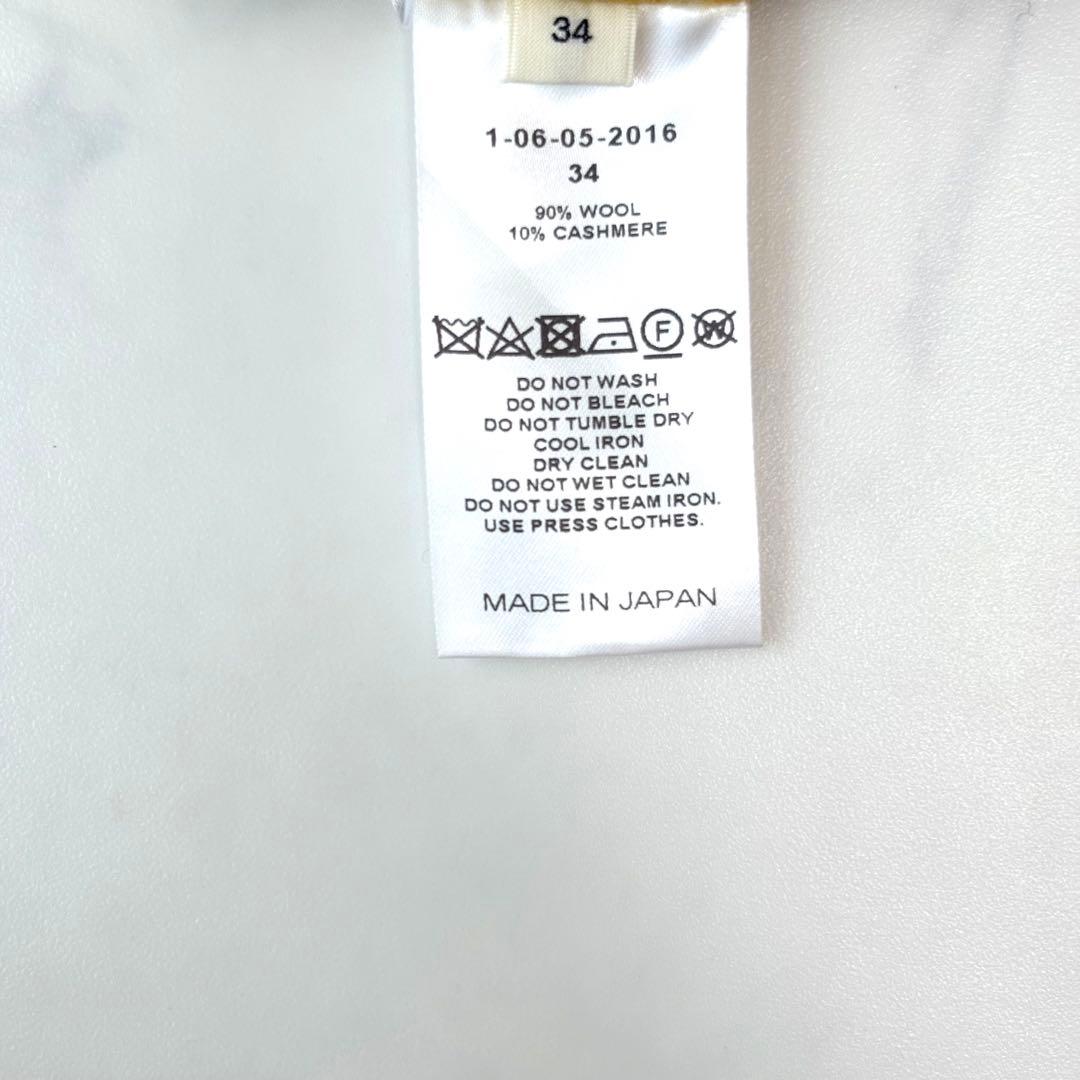 34
1-06-05-2016
34
90% WOOL
10% CASHMERE
F W
DO NOT WASH
DO NOT BLEACH
DO NOT TUMBLE DRY
COOL IRON
DRY CLEAN
DO NOT WET CLEAN
DO NOT USE STEAM IRON.
USE PRESS CLOTHES.
MADE IN JAPAN